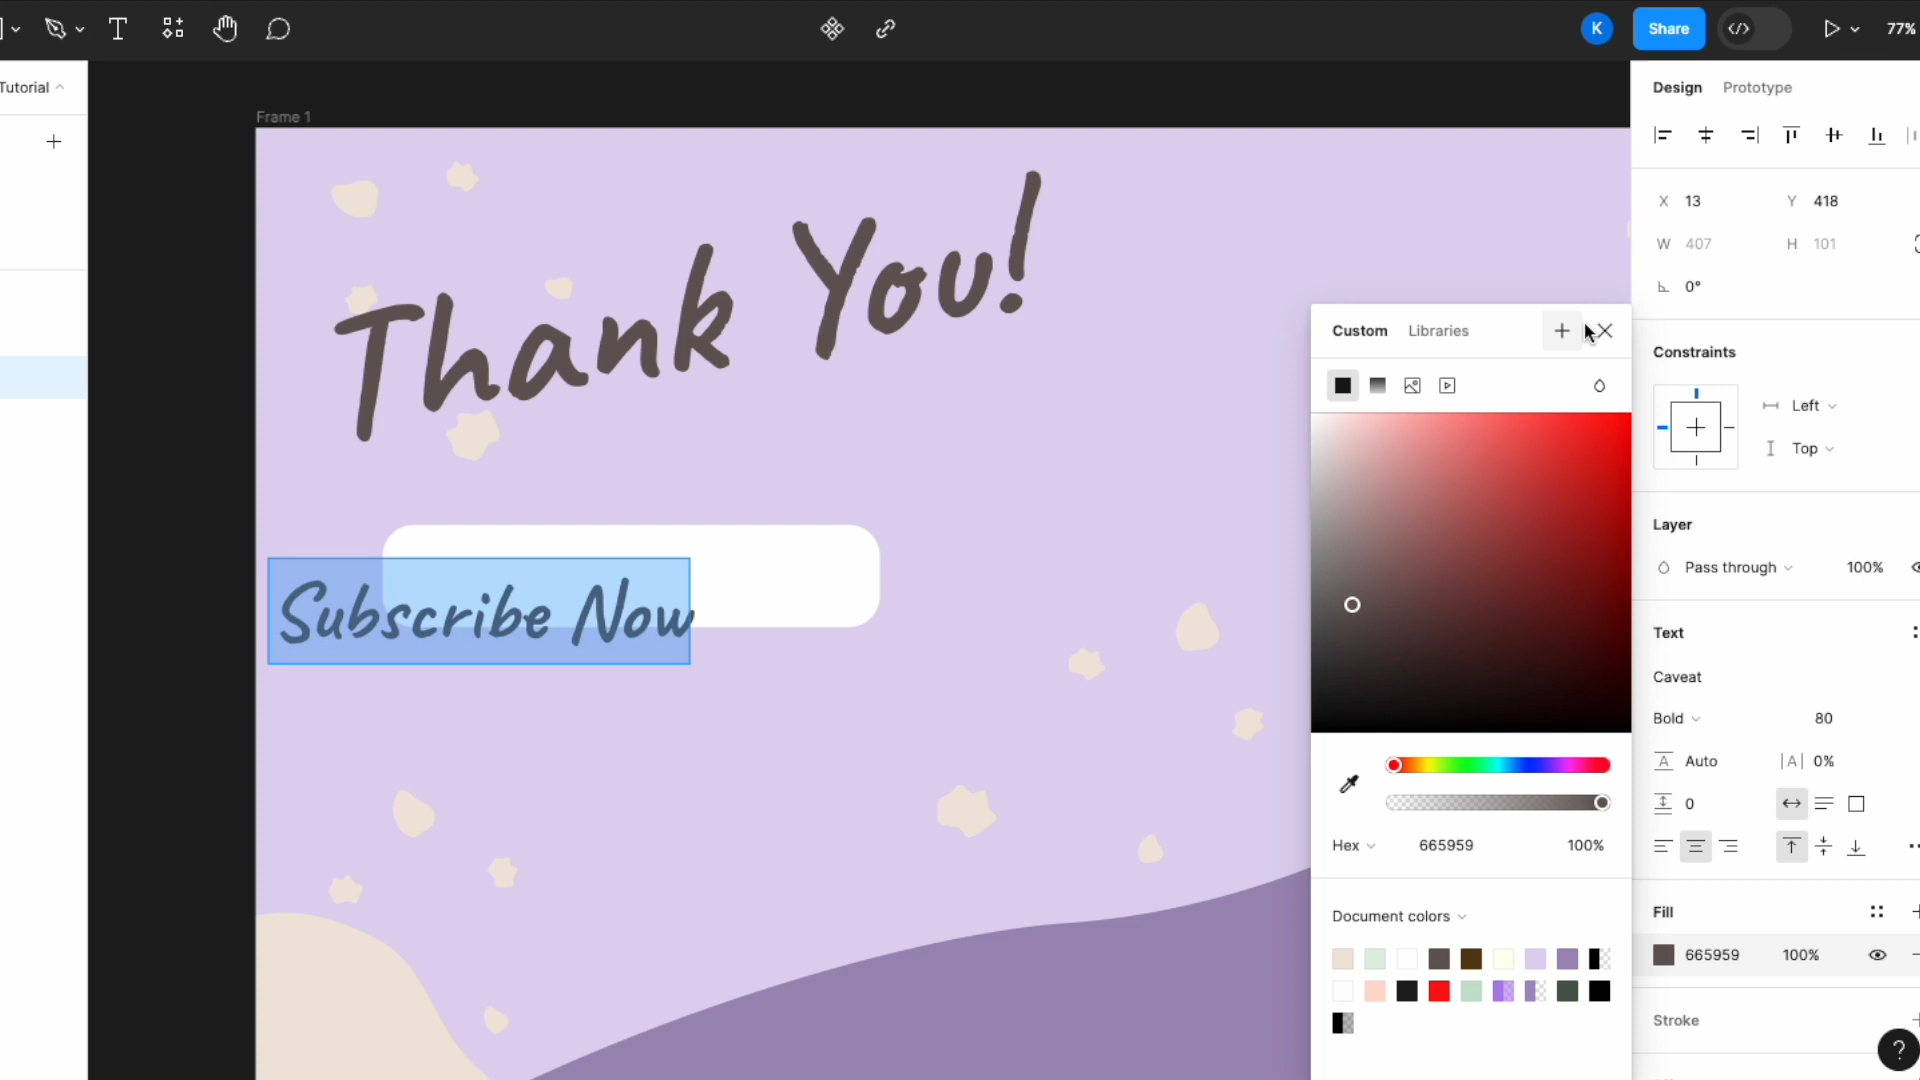 K
Share
77%
Tutorial
Design
Prototype
Frame 1
Thank You!
X 13
Y 418
W 407
H 101
0°
Custom
Libraries
Constraints
Left
Top
Layer
Pass through
100%
Subscribe Now
Text
Caveat
Bold
80
A Auto
|A| 0%
0
Hex
665959
100%
Document colors
Fill
665959
100%
Stroke
?